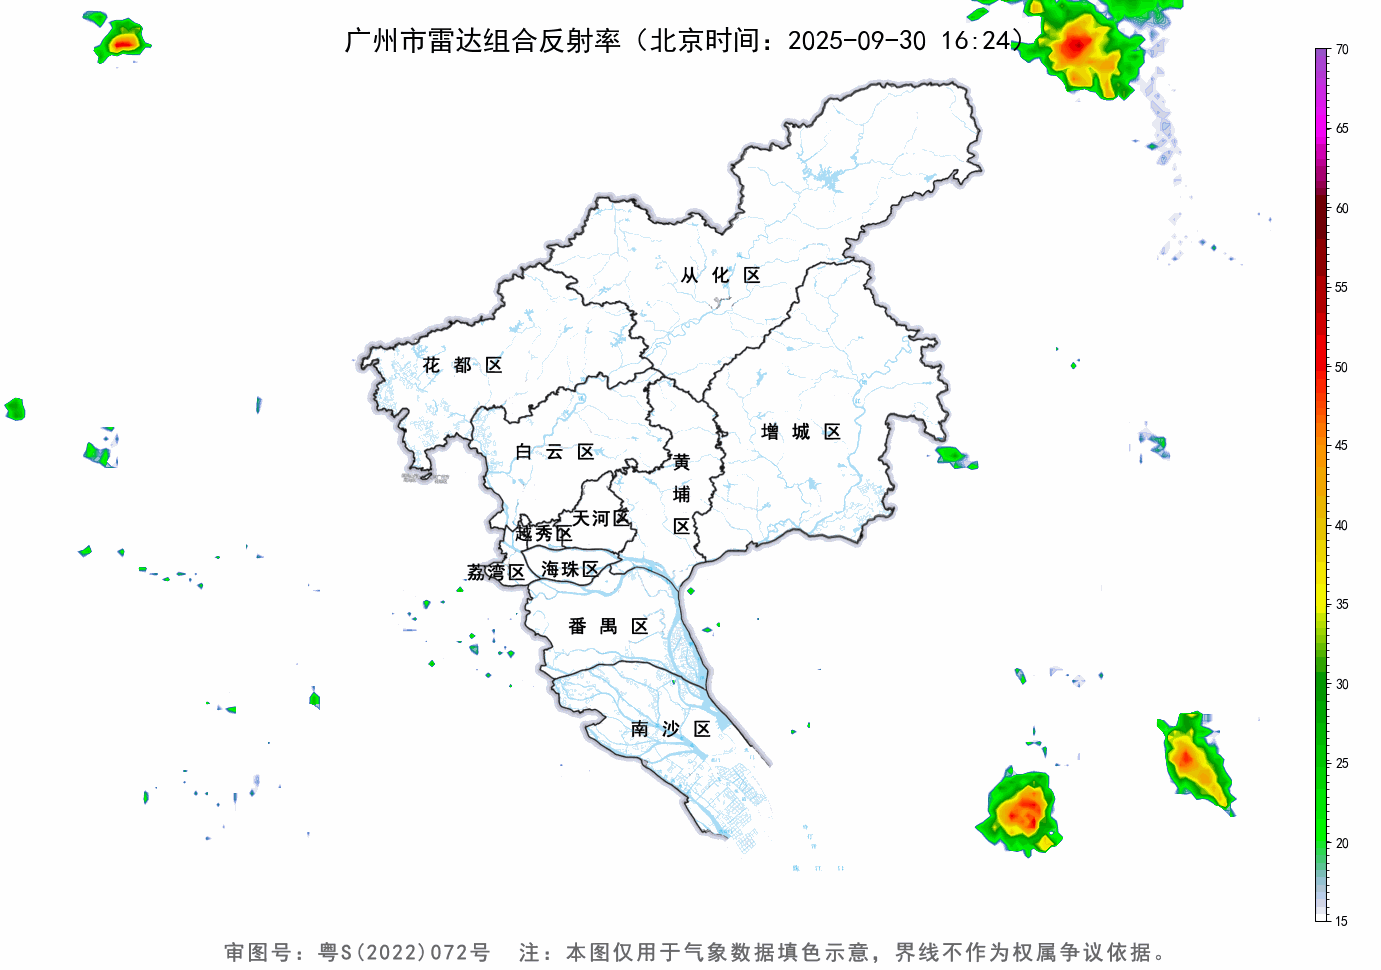 广州市雷达组合反射率（北京时间：2025-09-30 16:24）
70
65
60
55
50
45
40
35
30
25
20
15
从化区
花都区
增城区
白云区
黄埔区
天河区
越秀区
海珠区
荔湾区
番禺区
南沙区
审图号：粤S(2022)072号 注：本图仅用于气象数据填色示意，界线不作为权属争议依据。